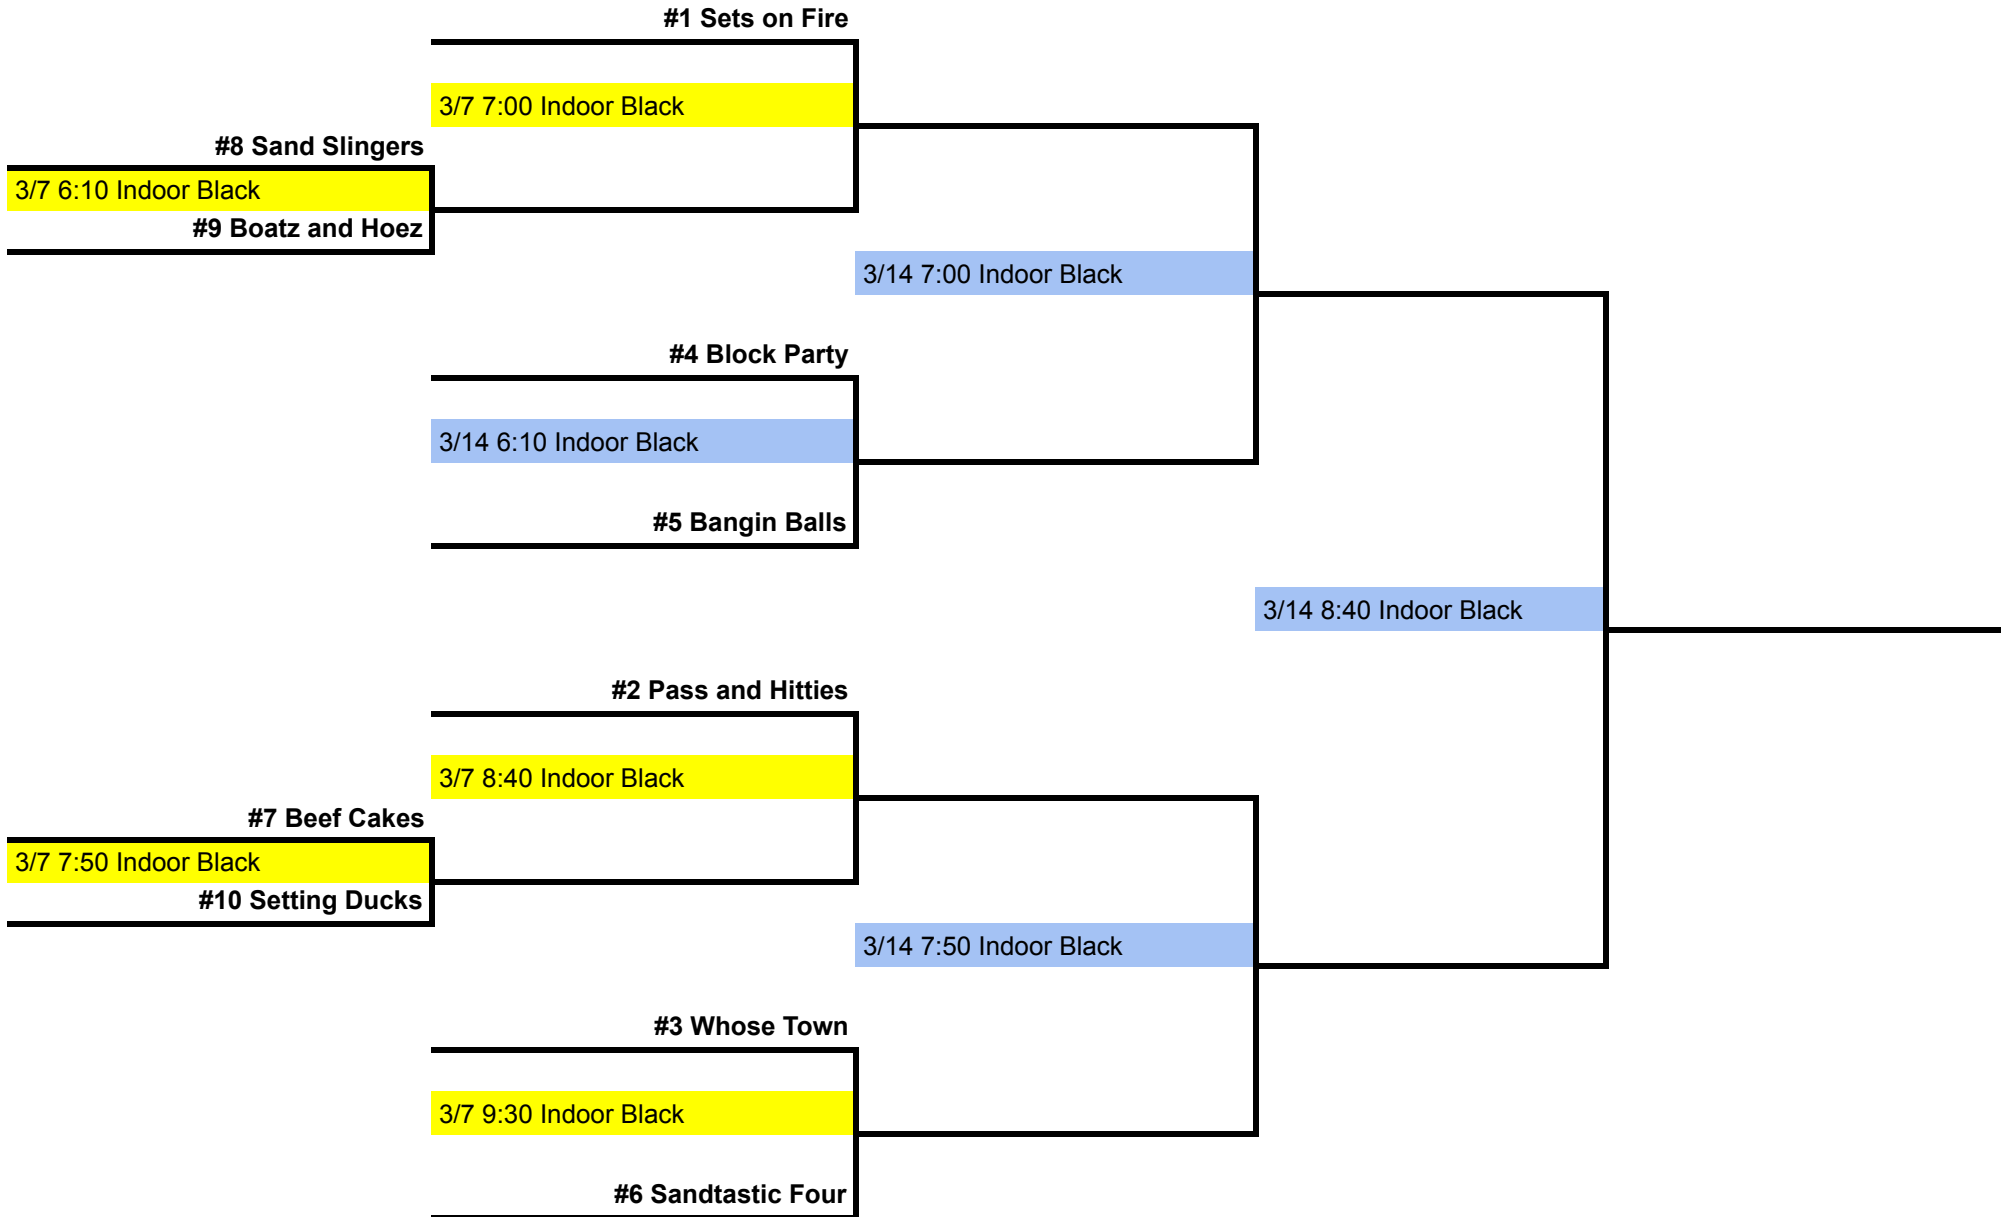 #1 Sets on Fire
3/7 7:00 Indoor Black
#8 Sand Slingers
3/7 6:10 Indoor Black
#9 Boatz and Hoez
3/14 7:00 Indoor Black
#4 Block Party
3/14 6:10 Indoor Black
#5 Bangin Balls
3/14 8:40 Indoor Black
#2 Pass and Hitties
3/7 8:40 Indoor Black
#7 Beef Cakes
3/7 7:50 Indoor Black
#10 Setting Ducks
3/14 7:50 Indoor Black
#3 Whose Town
3/7 9:30 Indoor Black
#6 Sandtastic Four